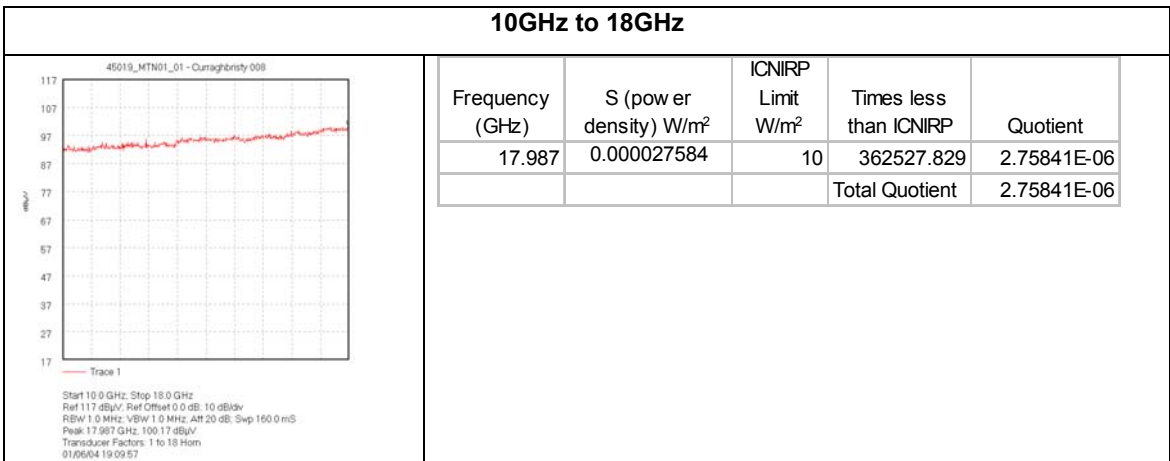 10GHz to 18GHz
45019_MTN01_01 - Curraghbristy 008
117
107
97
87
77
67
57
47
37
27
17
dBµV
Trace 1
Start 10.0 GHz; Stop 18.0 GHz
Ref 117 dBµV; Ref Offset 0.0 dB; 10 dB/div
RBW 1.0 MHz; VBW 1.0 MHz; Att 20 dB; Swp 160.0 mS
Peak 17.987 GHz, 100.17 dBµV
Transducer Factors: 1 to 18 Horn
01/06/04 19:09:57
Frequency (GHz) S (pow er density) W/m² ICNIRP Limit W/m² Times less than ICNIRP Quotient
17.987 0.000027584 10 362527.829 2.75841E-06
Total Quotient 2.75841E-06